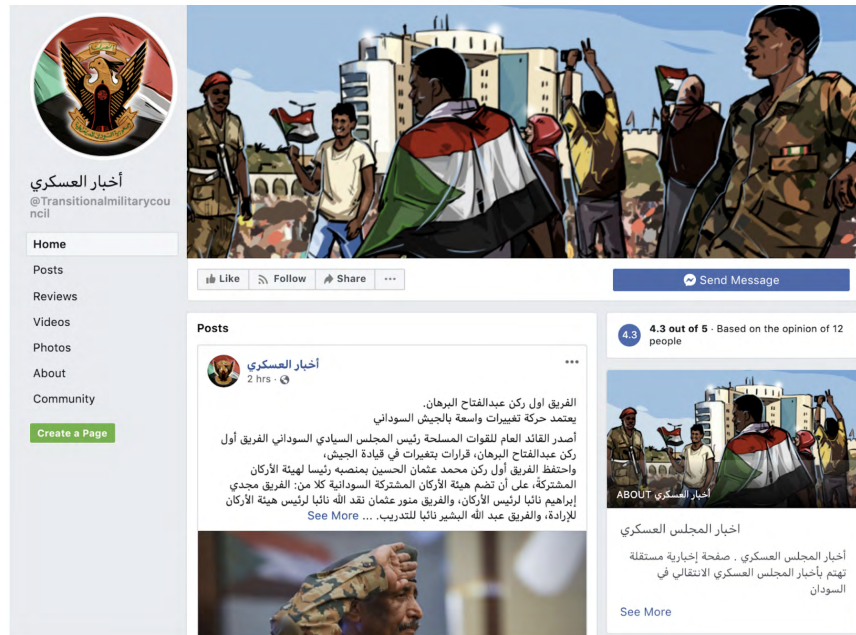 أخبار العسكري
@Transitionalmilitarycou
ncil
Home
Posts
Reviews
Videos
Photos
About
Community
Create a Page
Like
Follow
Share
Send Message
Posts
أخبار العسكري
2 hrs ·
الفريق اول ركن عبدالفتاح البرهان.
يعتمد حركة تغييرات واسعة بالجيش السوداني
أصدر القائد العام للقوات المسلحة رئيس المجلس السيادي السوداني الفريق أول
ركن عبدالفتاح البرهان، قرارات بتغيرات في قيادة الجيش،
واحتفظ الفريق أول ركن محمد عثمان الحسين بمنصبه رئيسا لهيئة الأركان
المشتركةً، على أن تضم هيئة الأركان المشتركة السودانية كلا من: الفريق مجدي
إبراهيم نائبا لرئيس الأركان، والفريق منور عثمان نقد الله نائبا لرئيس هيئة الأركان
للإرادة، والفريق عبد الله البشير نائبا للتدريب. ... See More
4.3
4.3 out of 5 · Based on the opinion of 12
people
ABOUT أخبار العسكري
اخبار المجلس العسكري
أخبار المجلس العسكري . صفحة إخبارية مستقلة
تهتم بأخبار المجلس العسكري الانتقالي في
السودان
See More